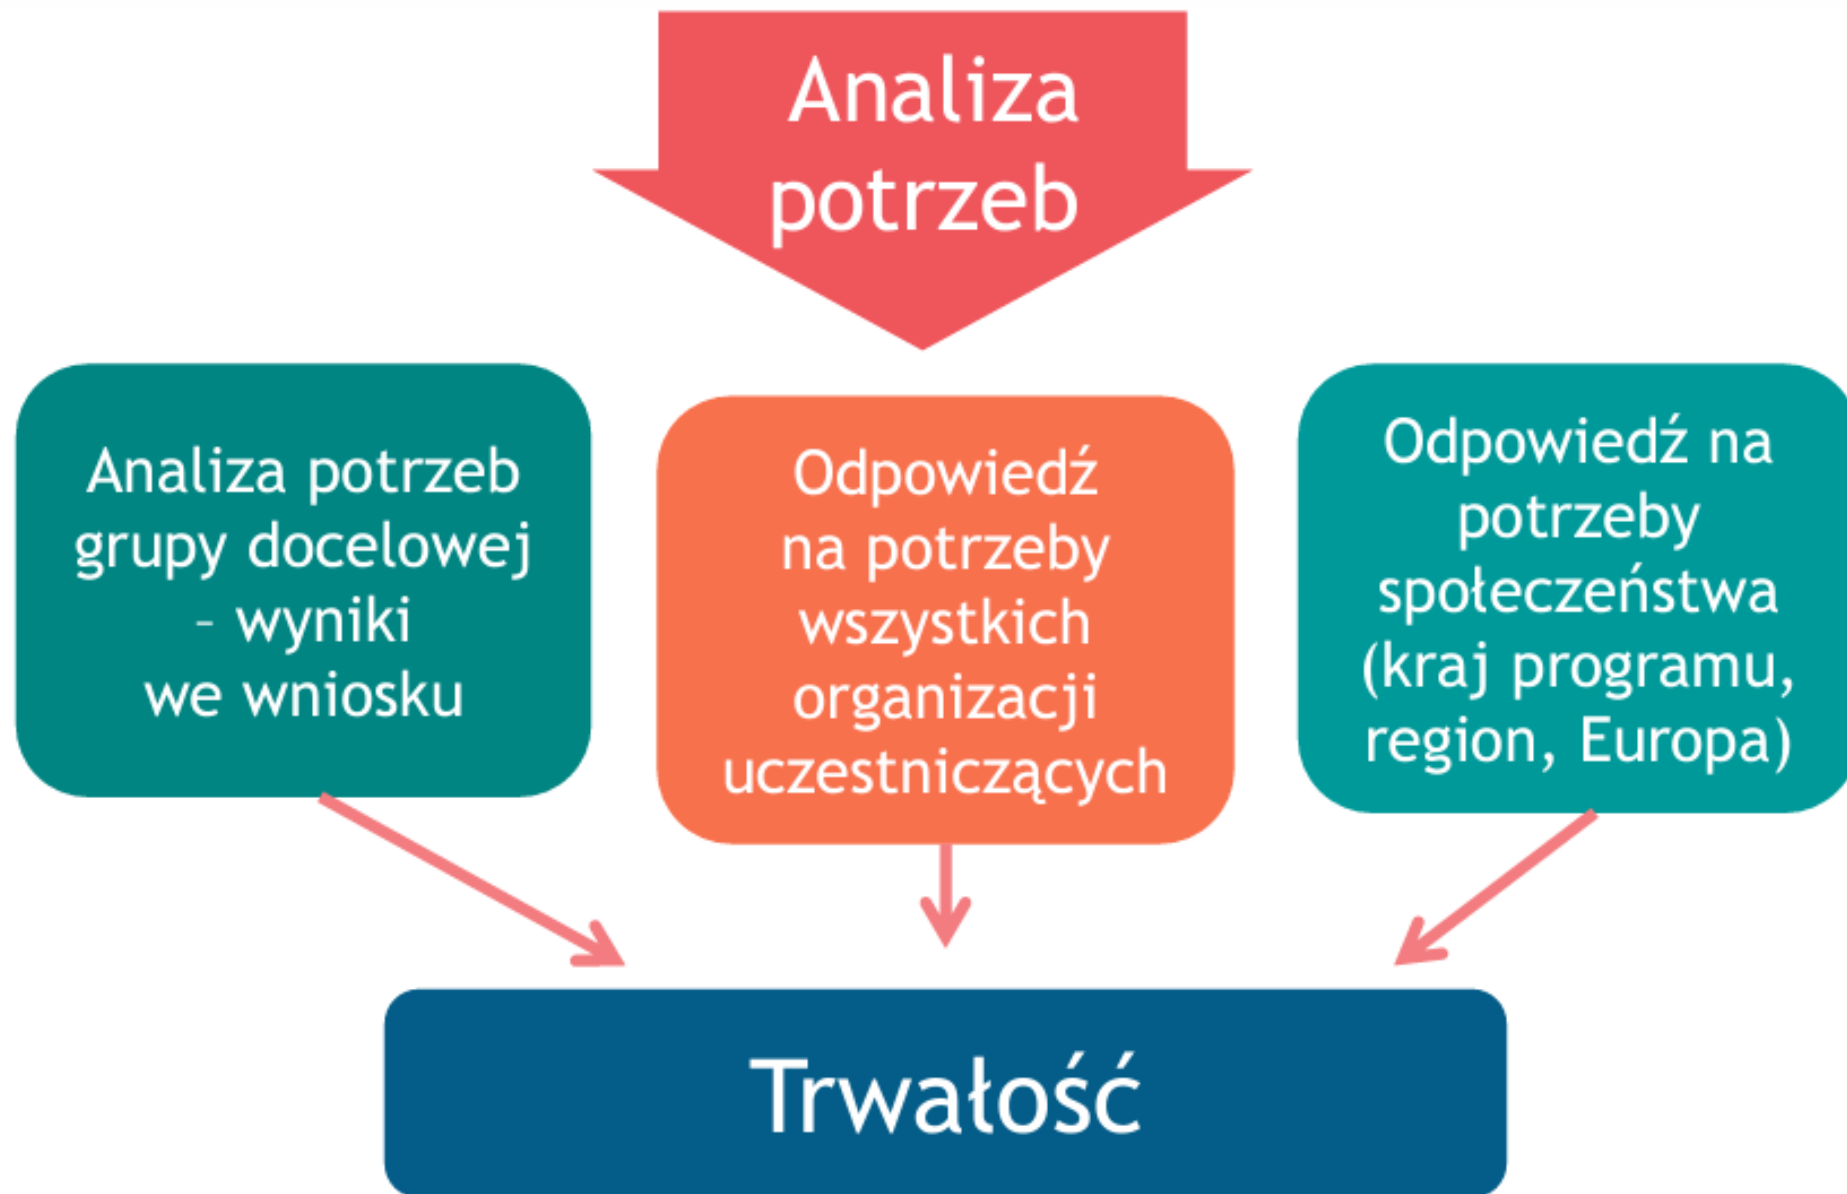 Analiza
potrzeb
Analiza potrzeb
grupy docelowej
– wyniki
we wniosku
Odpowiedź
na potrzeby
wszystkich
organizacji
uczestniczących
Odpowiedź na
potrzeby
społeczeństwa
(kraj programu,
region, Europa)
Trwałość